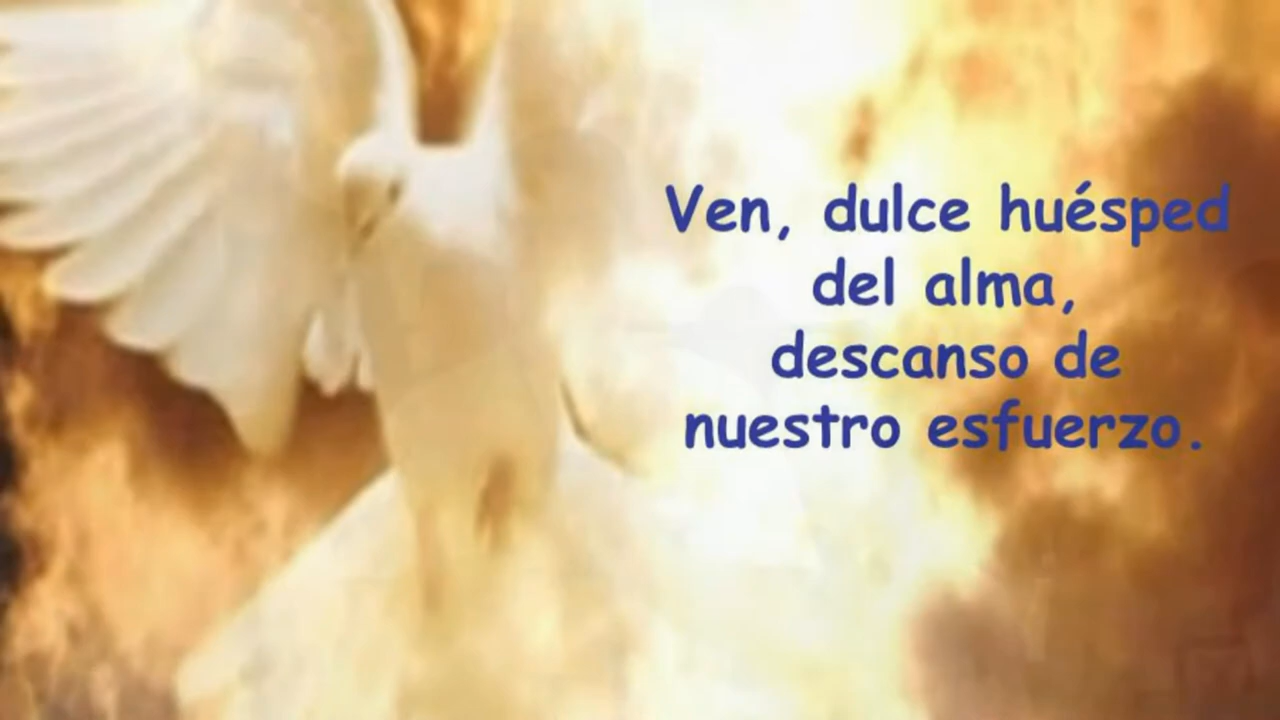 Ven, dulce huésped
del alma,
descanso de
nuestro esfuerzo.